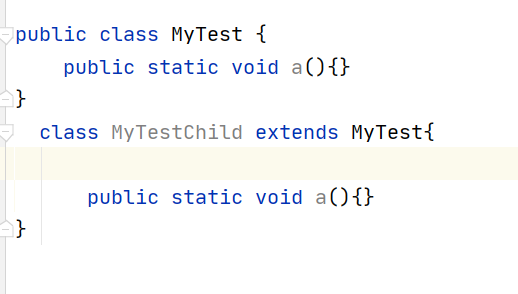 public class MyTest {
    public static void a(){}
}
  class MyTestChild extends MyTest{
      public static void a(){}
}